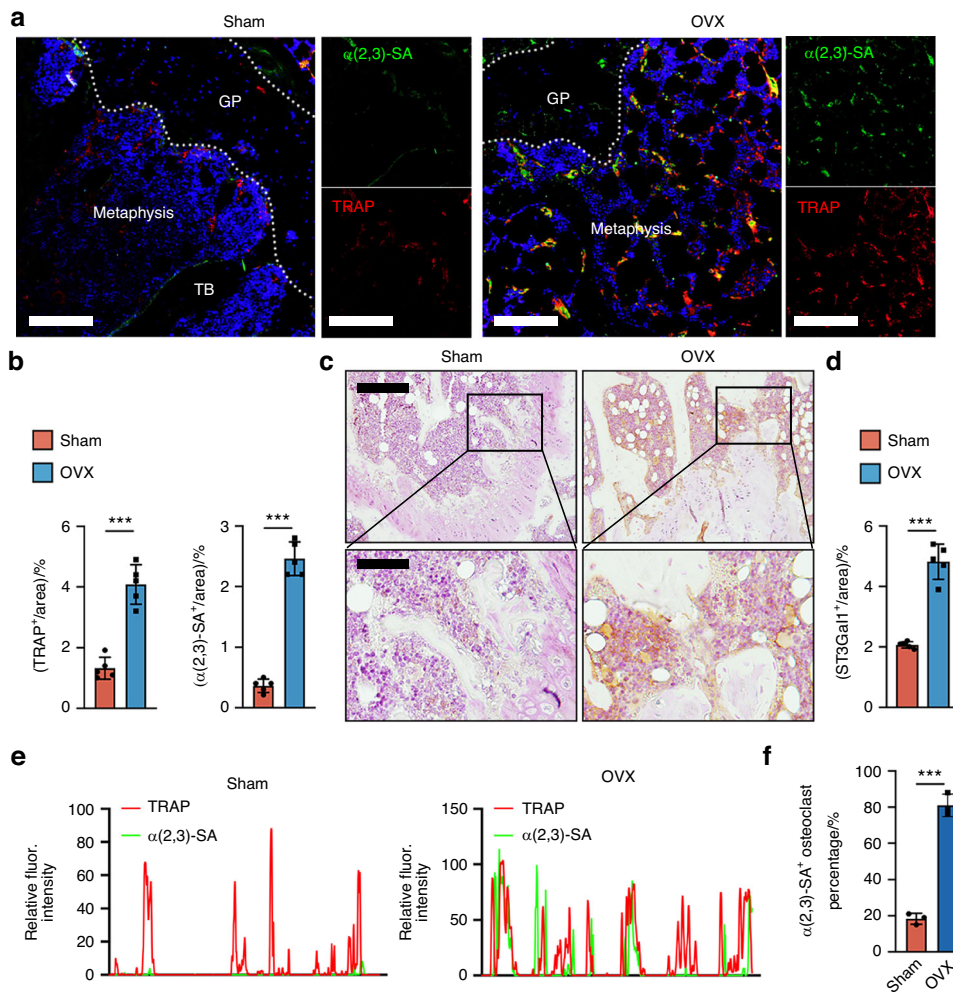 a
Sham
OVX
α(2,3)-SA
GP
TRAP
Metaphysis
TB
GP
Metaphysis
α(2,3)-SA
TRAP
b
Sham
OVX
***
(TRAP+/area)/%
6
4
2
0
***
(α(2,3)-SA+/area)/%
3
2
1
0
c
Sham
OVX
d
Sham
OVX
***
(ST3Gal1+/area)/%
6
4
2
0
e
Sham
TRAP
α(2,3)-SA
Relative fluor.
intensity
100
80
60
40
20
0
OVX
TRAP
α(2,3)-SA
Relative fluor.
intensity
150
100
50
0
f
***
α(2,3)-SA+ osteoclast
percentage/%
100
80
60
40
20
0
Sham
OVX